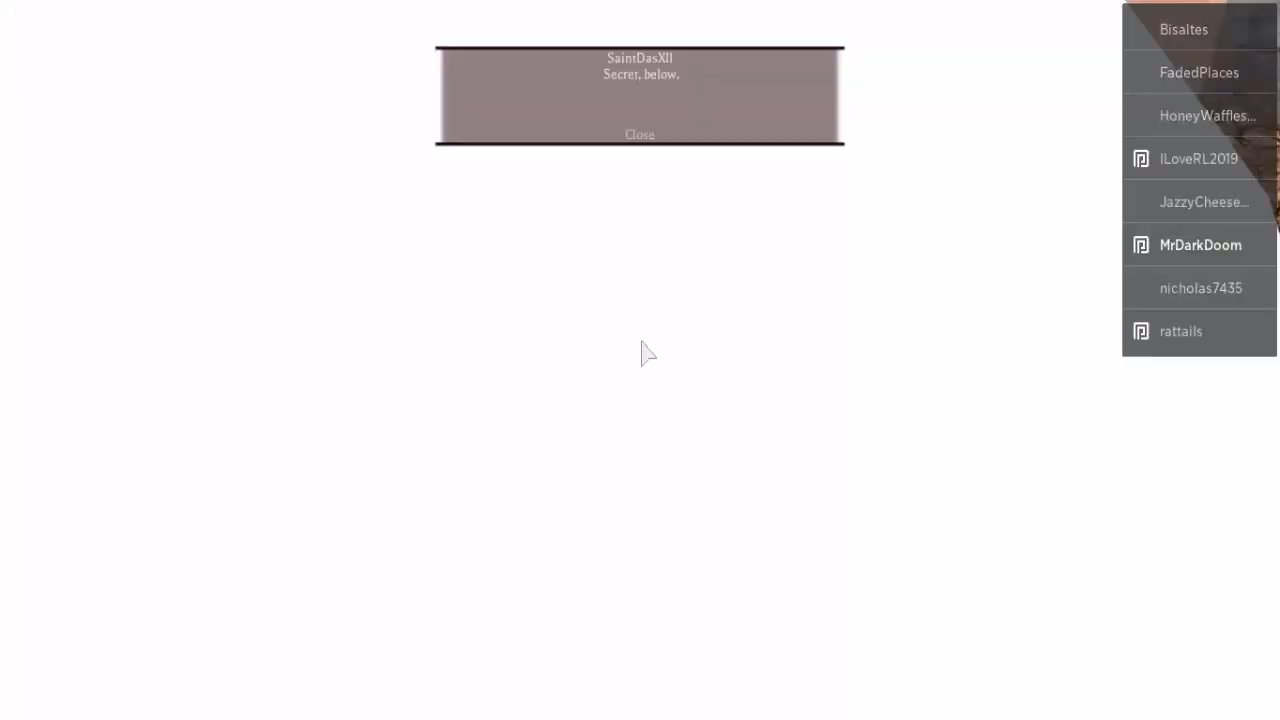 SaintDasXII
Secret, below.
Close
Bisaltes
FadedPlaces
HoneyWaffles...
ILoveRL2019
JazzyCheese...
MrDarkDoom
nicholas7435
rattails